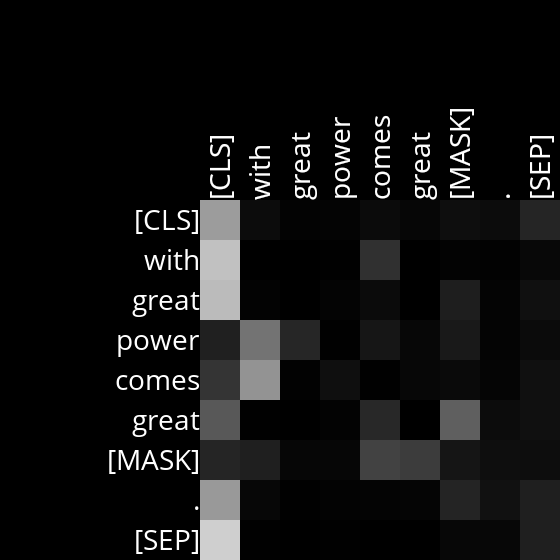 [CLS] with great power comes great [MASK] . [SEP]
[CLS]
with
great
power
comes
great
[MASK]
.
[SEP]